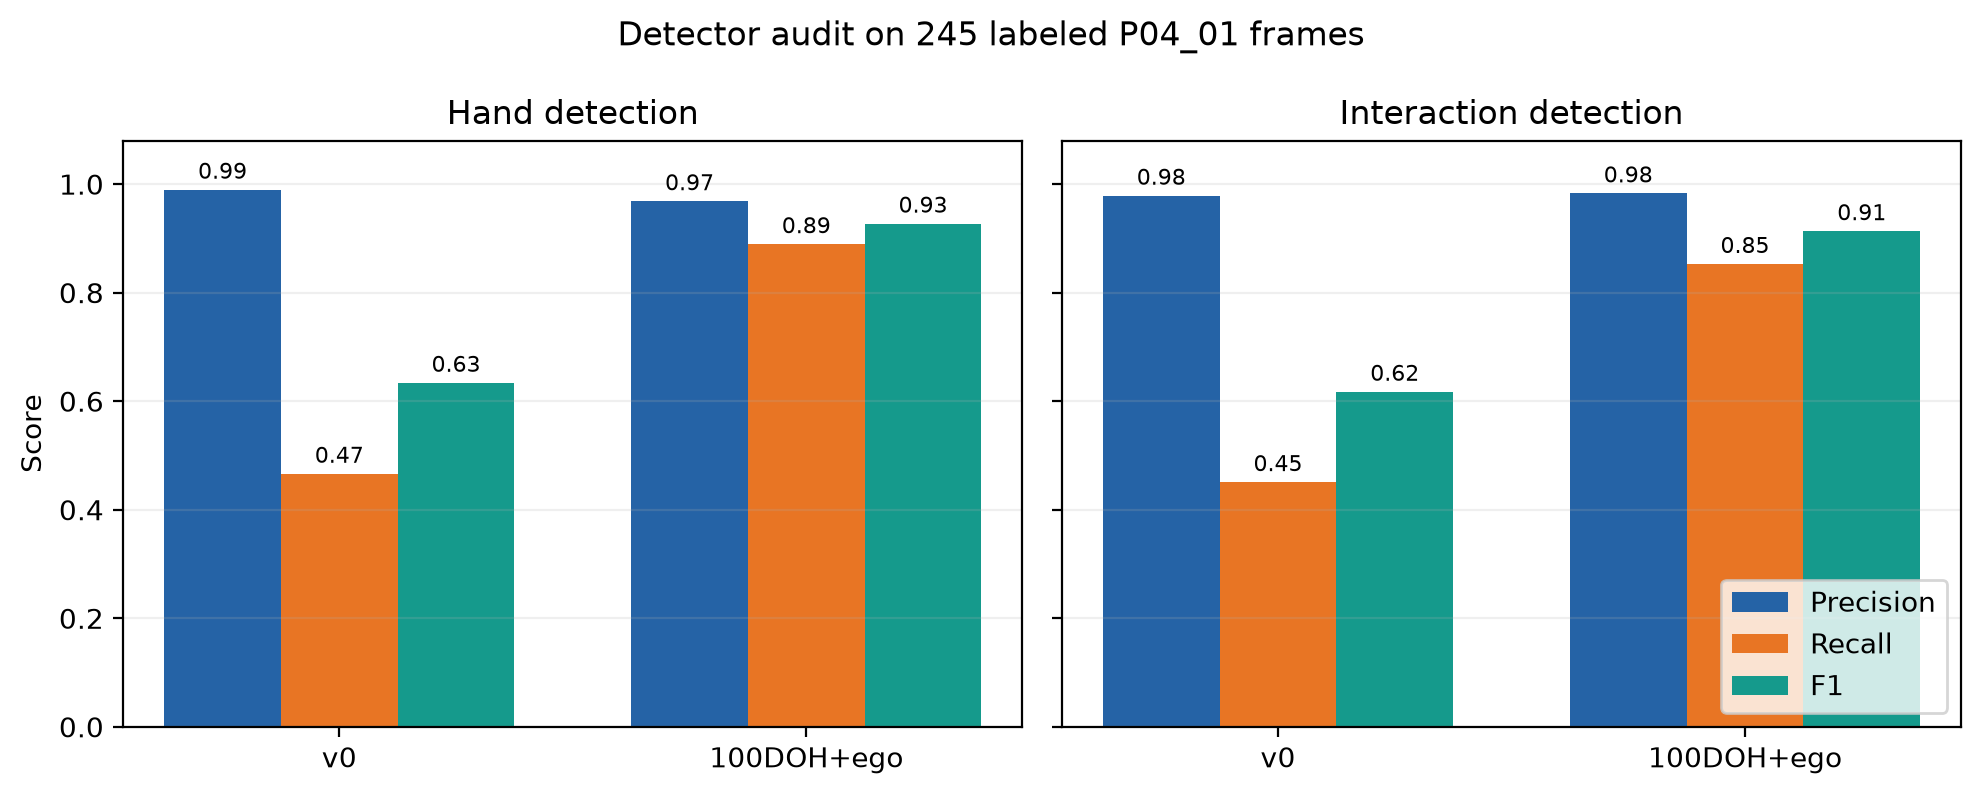 Detector audit on 245 labeled P04_01 frames
Hand detection
Score
1.0
0.8
0.6
0.4
0.2
0.0
0.99
0.47
0.63
0.97
0.89
0.93
v0
100DOH+ego
Interaction detection
0.98
0.45
0.62
0.98
0.85
0.91
v0
100DOH+ego
Precision
Recall
F1